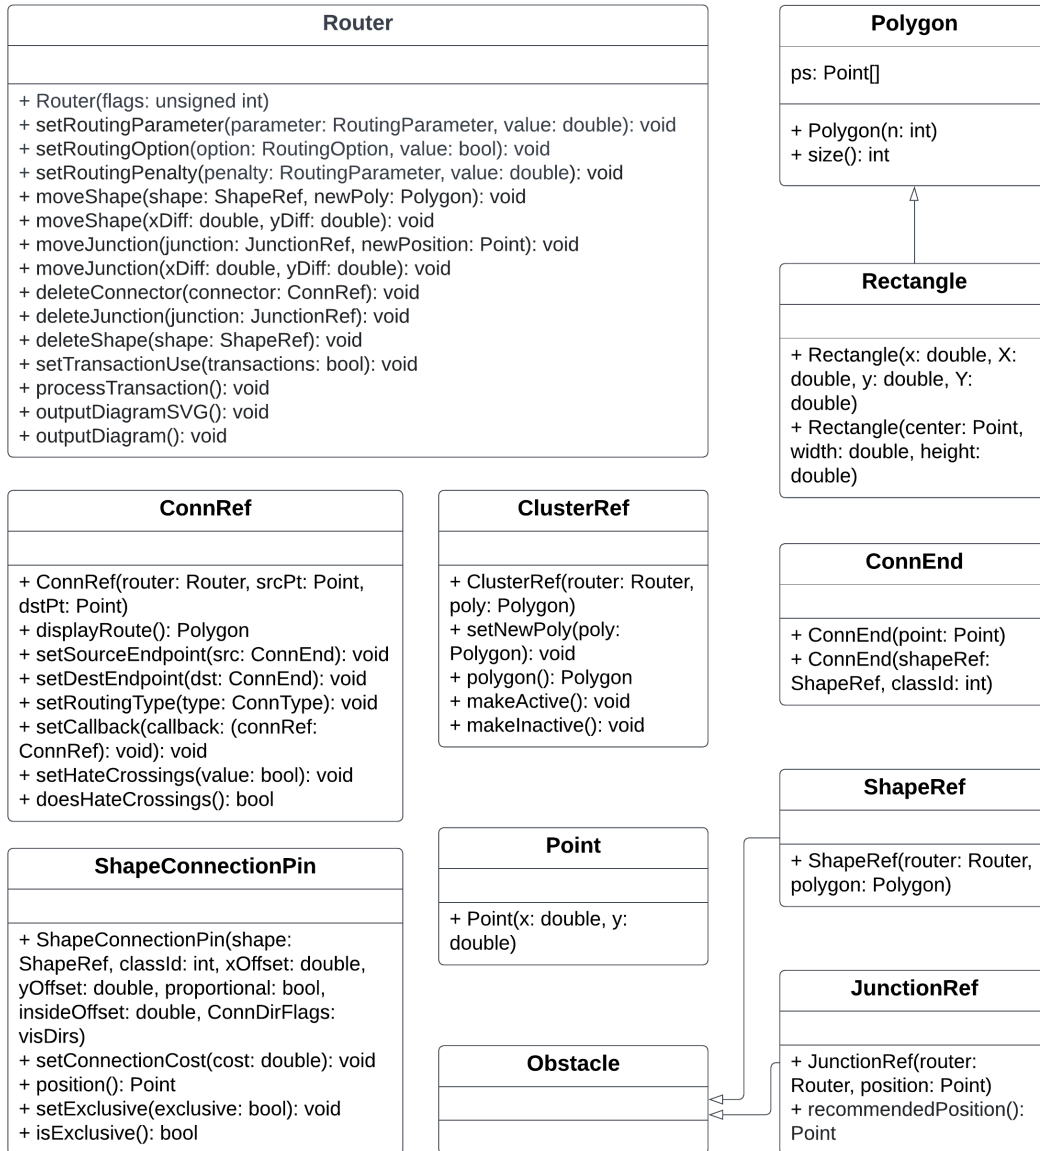 Router
+ Router(flags: unsigned int)
+ setRoutingParameter(parameter: RoutingParameter, value: double): void
+ setRoutingOption(option: RoutingOption, value: bool): void
+ setRoutingPenalty(penalty: RoutingParameter, value: double): void
+ moveShape(shape: ShapeRef, newPoly: Polygon): void
+ moveShape(xDiff: double, yDiff: double): void
+ moveJunction(junction: JunctionRef, newPosition: Point): void
+ moveJunction(xDiff: double, yDiff: double): void
+ deleteConnector(connector: ConnRef): void
+ deleteJunction(junction: JunctionRef): void
+ deleteShape(shape: ShapeRef): void
+ setTransactionUse(transactions: bool): void
+ processTransaction(): void
+ outputDiagramSVG(): void
+ outputDiagram(): void
Polygon
ps: Point[]
+ Polygon(n: int)
+ size(): int
Rectangle
+ Rectangle(x: double, X:
double, y: double, Y:
double)
+ Rectangle(center: Point,
width: double, height:
double)
ConnRef
+ ConnRef(router: Router, srcPt: Point,
dstPt: Point)
+ displayRoute(): Polygon
+ setSourceEndpoint(src: ConnEnd): void
+ setDestEndpoint(dst: ConnEnd): void
+ setRoutingType(type: ConnType): void
+ setCallback(callback: (connRef:
ConnRef): void): void
+ setHateCrossings(value: bool): void
+ doesHateCrossings(): bool
ClusterRef
+ ClusterRef(router: Router,
poly: Polygon)
+ setNewPoly(poly:
Polygon): void
+ polygon(): Polygon
+ makeActive(): void
+ makeInactive(): void
ConnEnd
+ ConnEnd(point: Point)
+ ConnEnd(shapeRef:
ShapeRef, classId: int)
ShapeRef
+ ShapeRef(router: Router,
polygon: Polygon)
Point
+ Point(x: double, y:
double)
ShapeConnectionPin
+ ShapeConnectionPin(shape:
ShapeRef, classId: int, xOffset: double,
yOffset: double, proportional: bool,
insideOffset: double, ConnDirFlags:
visDirs)
+ setConnectionCost(cost: double): void
+ position(): Point
+ setExclusive(exclusive: bool): void
+ isExclusive(): bool
Obstacle
JunctionRef
+ JunctionRef(router:
Router, position: Point)
+ recommendedPosition():
Point